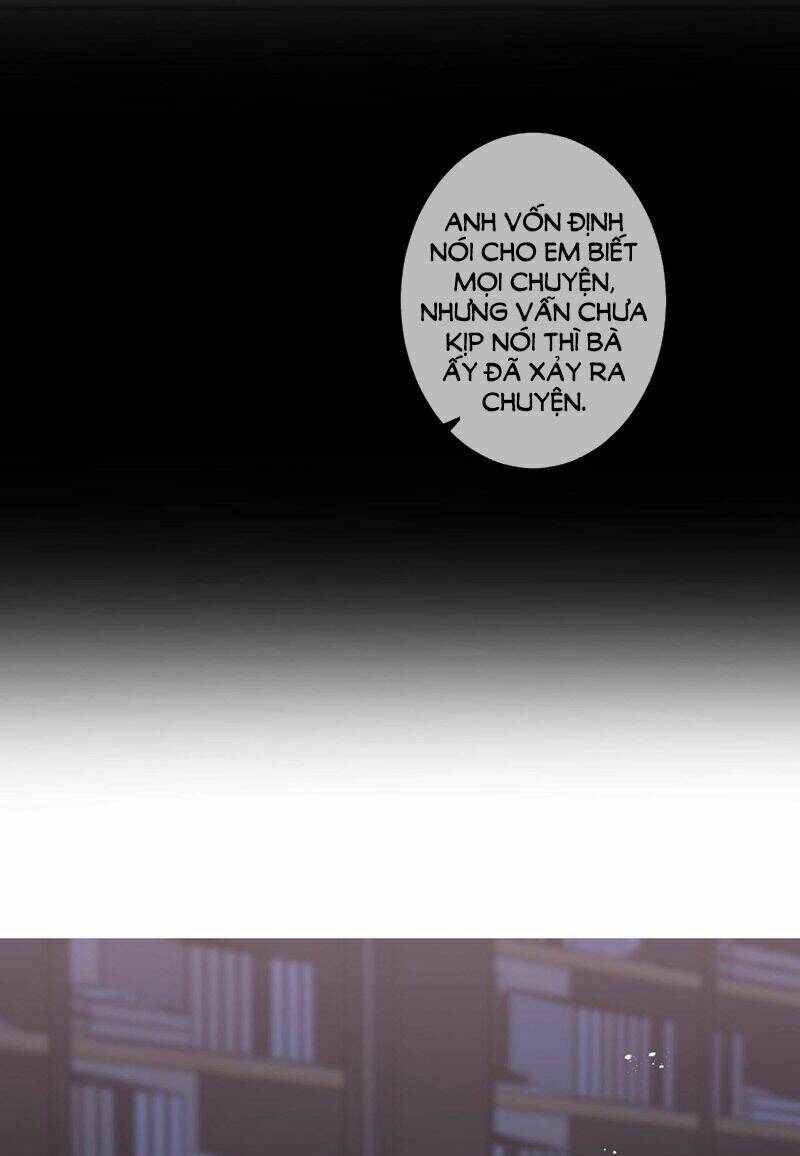 ANH VỐN ĐỊNH
NÓI CHO EM BIẾT
MỌI CHUYỆN,
NHƯNG VẪN CHƯA
KỊP NÓI THÌ BÀ
ẤY ĐÃ XẢY RA
CHUYỆN.